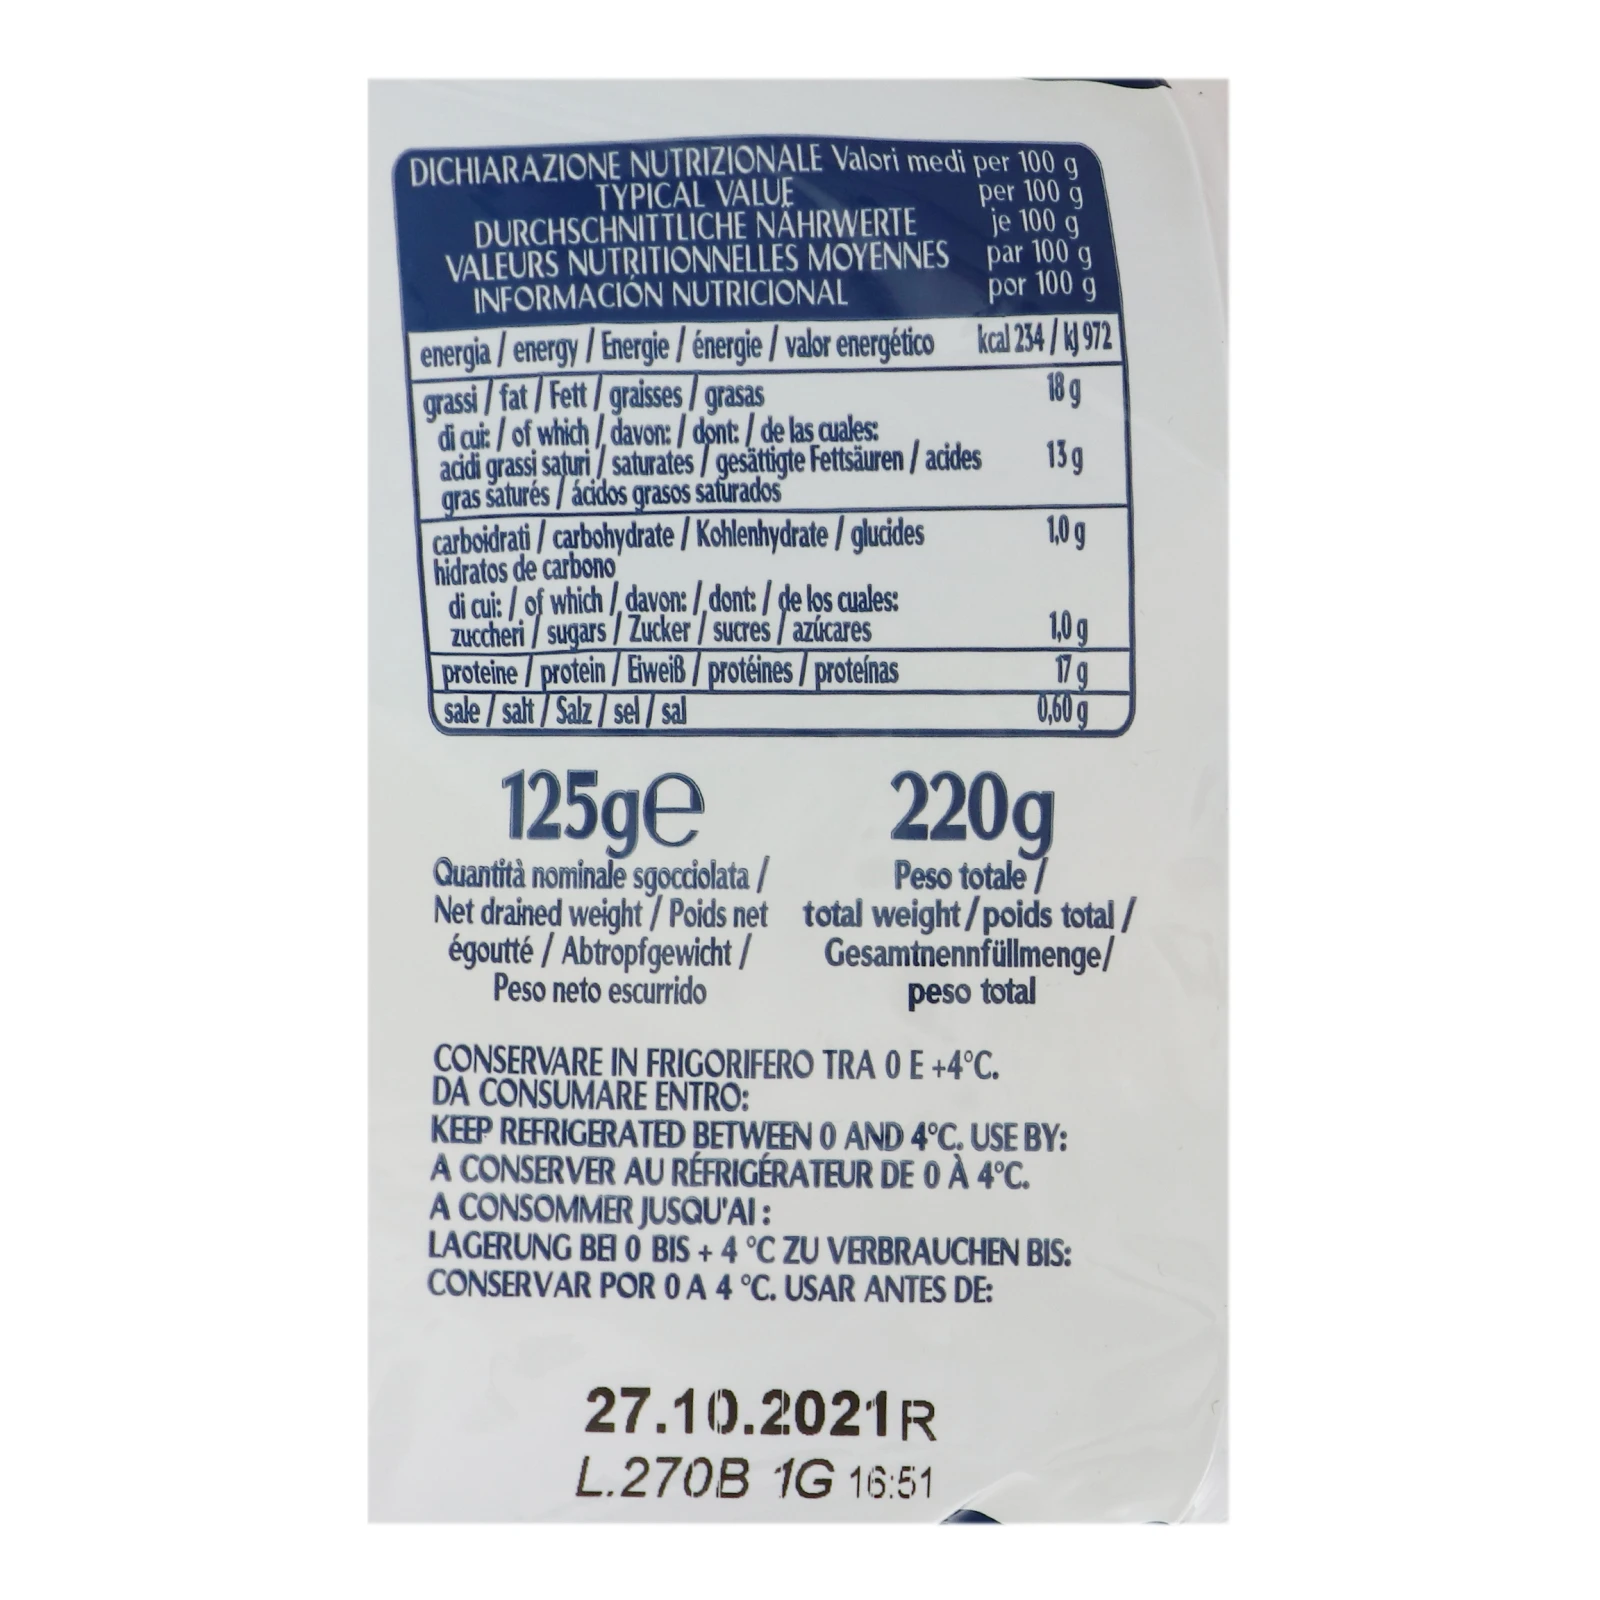 DICHIARAZIONE NUTRIZIONALE Valori medi per 100 g
TYPICAL VALUE per 100 g
DURCHSCHNITTLICHE NÄHRWERTE je 100 g
VALEURS NUTRITIONNELLES MOYENNES par 100 g
INFORMACIÓN NUTRICIONAL por 100 g
energia / energy / Energie / énergie / valor energético kcal 234 / kJ 972
grassi / fat / Fett / graisses / grasas 18 g
di cui: / of which / davon: / dont: / de las cuales:
acidi grassi saturi / saturates / gesättigte Fettsäuren / acides 13 g
gras saturés / ácidos grasos saturados
carboidrati / carbohydrate / Kohlenhydrate / glucides 1,0 g
hidratos de carbono
di cui: / of which / davon: / dont: / de los cuales:
zuccheri / sugars / Zucker / sucres / azúcares 1,0 g
proteine / protein / Eiweiß / protéines / proteínas 17 g
sale / salt / Salz / sel / sal 0,60 g
125g℮ 220g
Quantità nominale sgocciolata / Peso totale /
Net drained weight / Poids net total weight / poids total /
égoutté / Abtropfgewicht / Gesamtnennfüllmenge/
Peso neto escurrido peso total
CONSERVARE IN FRIGORIFERO TRA 0 E +4°C.
DA CONSUMARE ENTRO:
KEEP REFRIGERATED BETWEEN 0 AND 4°C. USE BY:
A CONSERVER AU RÉFRIGÉRATEUR DE 0 À 4°C.
A CONSOMMER JUSQU'AI :
LAGERUNG BEI 0 BIS + 4 °C ZU VERBRAUCHEN BIS:
CONSERVAR POR 0 A 4 °C. USAR ANTES DE:
27.10.2021 R
L.270B 1G 16:51